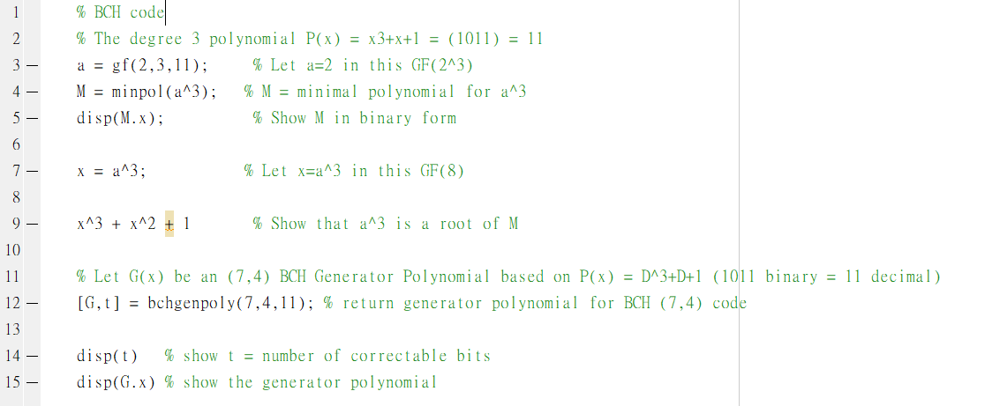 1 % BCH code
2 % The degree 3 polynomial P(x) = x3+x+1 = (1011) = 11
3 — a = gf(2,3,11); % Let a=2 in this GF(2^3)
4 — M = minpol(a^3); % M = minimal polynomial for a^3
5 — disp(M.x); % Show M in binary form
6
7 — x = a^3; % Let x=a^3 in this GF(8)
8
9 — x^3 + x^2 + 1 % Show that a^3 is a root of M
10
11 % Let G(x) be an (7,4) BCH Generator Polynomial based on P(x) = D^3+D+1 (1011 binary = 11 decimal)
12 — [G,t] = bchgenpoly(7,4,11); % return generator polynomial for BCH (7,4) code
13
14 — disp(t) % show t = number of correctable bits
15 — disp(G.x) % show the generator polynomial